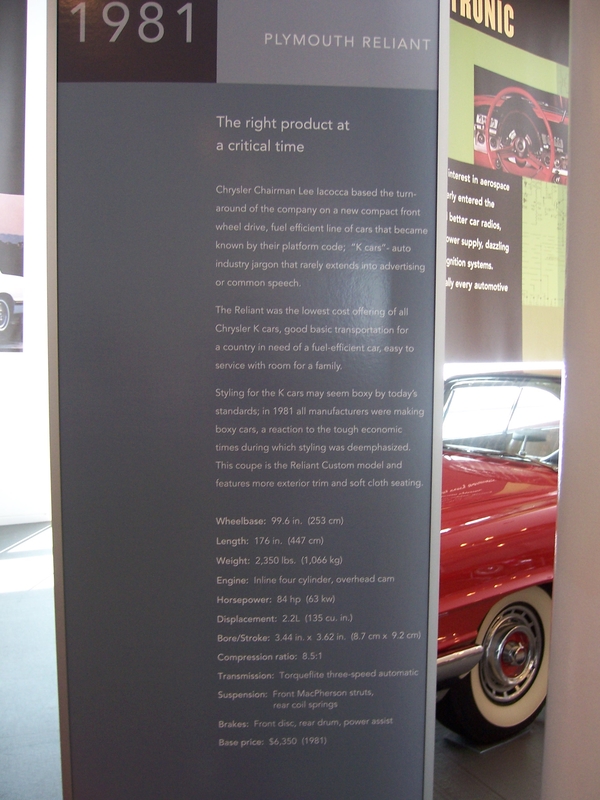 1981
PLYMOUTH RELIANT
The right product at
a critical time
Chrysler Chairman Lee Iacocca based the turn-
around of the company on a new compact front
wheel drive, fuel efficient line of cars that became
known by their platform code; "K cars"- auto
industry jargon that rarely extends into advertising
or common speech.
The Reliant was the lowest cost offering of all
Chrysler K cars, good basic transportation for
a country in need of a fuel-efficient car, easy to
service with room for a family.
Styling for the K cars may seem boxy by today's
standards; in 1981 all manufacturers were making
boxy cars, a reaction to the tough economic
times during which styling was deemphasized.
This coupe is the Reliant Custom model and
features more exterior trim and soft cloth seating.
Wheelbase: 99.6 in. (253 cm)
Length: 176 in. (447 cm)
Weight: 2,350 lbs. (1,066 kg)
Engine: Inline four cylinder, overhead cam
Horsepower: 84 hp (63 kw)
Displacement: 2.2L (135 cu. in.)
Bore/Stroke: 3.44 in. x 3.62 in. (8.7 cm x 9.2 cm)
Compression ratio: 8.5:1
Transmission: Torqueflite three-speed automatic
Suspension: Front MacPherson struts,
rear coil springs
Brakes: Front disc, rear drum, power assist
Base price: $6,350 (1981)
TRONIC
interest in aerospace
entered the
better car radios,
supply, dazzling
ignition systems.
every automotive